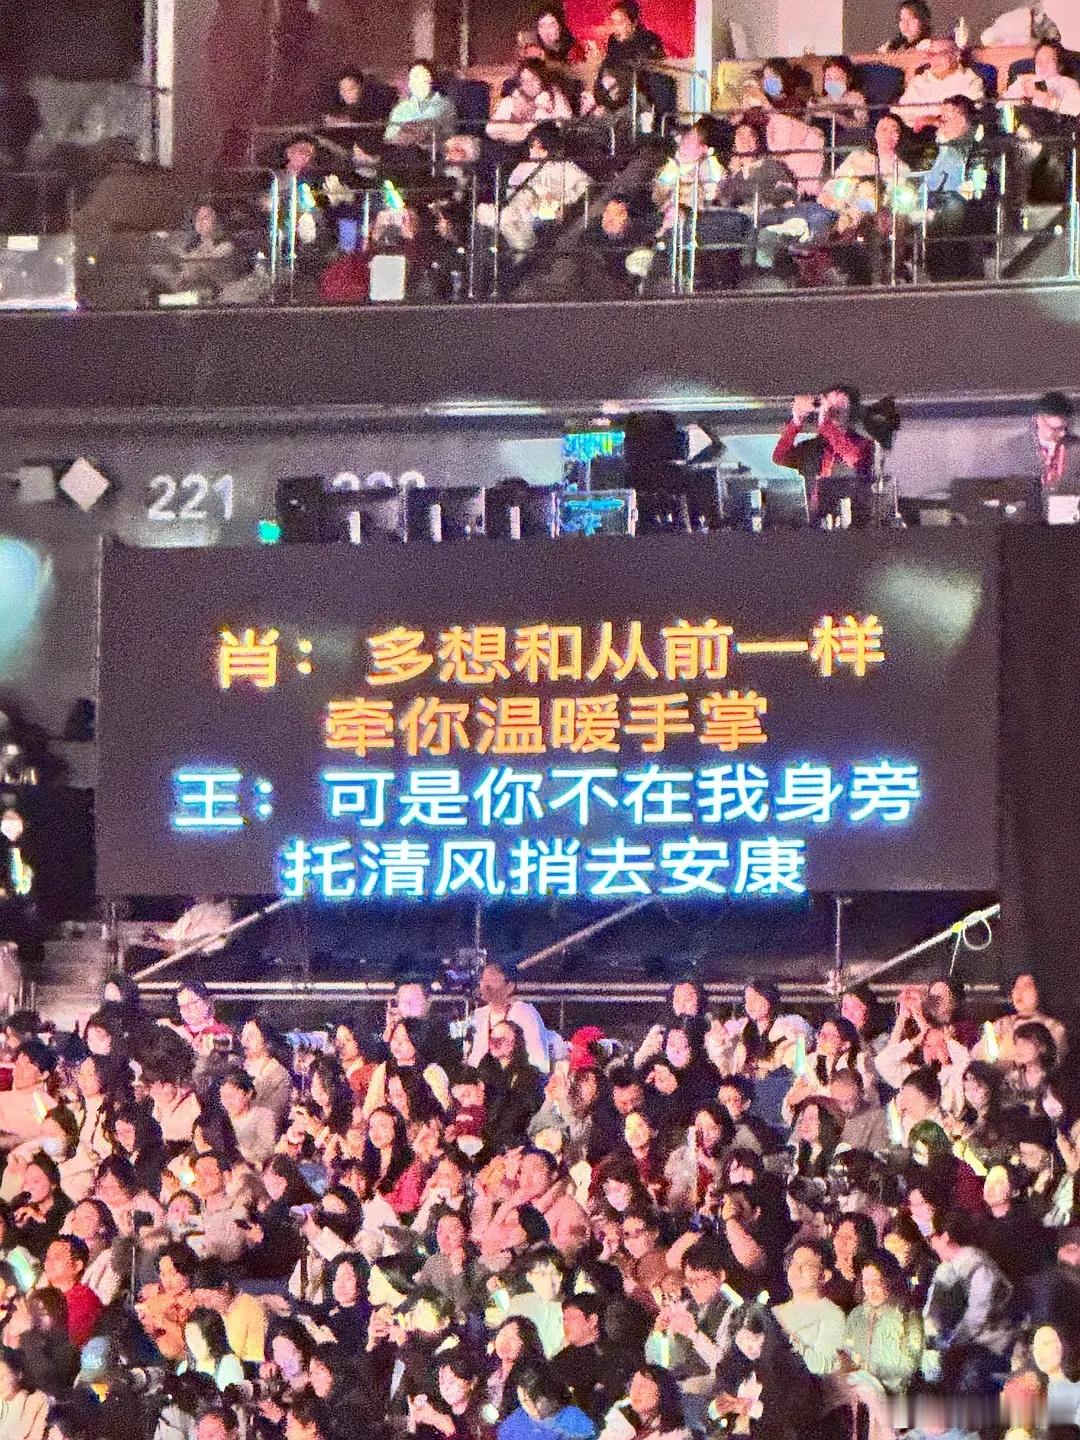 221
220
肖：多想和从前一样
牵你温暖手掌
王：可是你不在我身旁
托清风捎去安康